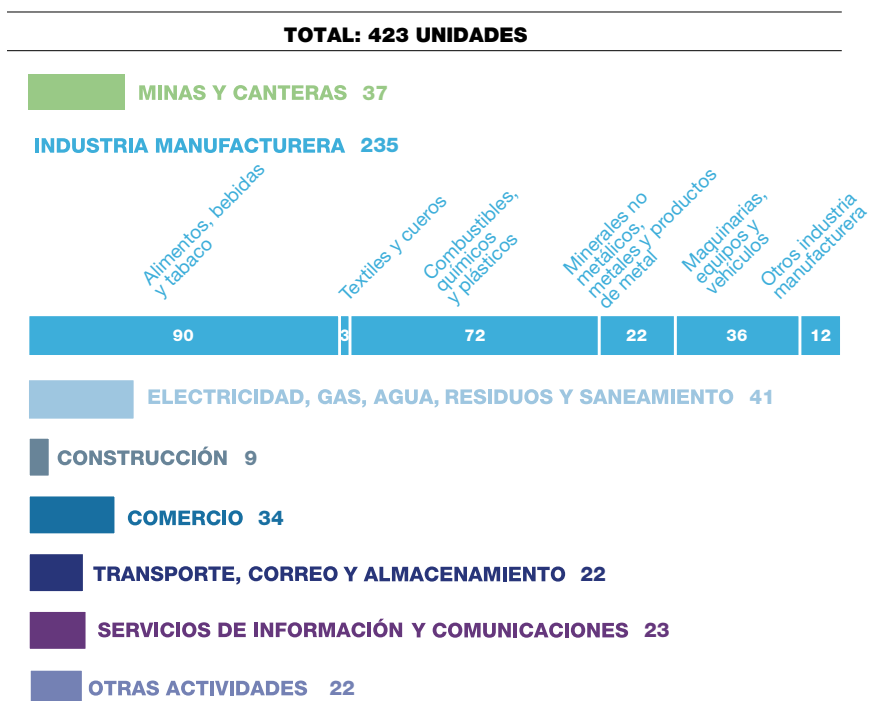 TOTAL: 423 UNIDADES
MINAS Y CANTERAS 37
INDUSTRIA MANUFACTURERA 235
Alimentos, bebidas
y tabaco
Textiles y cueros
Combustibles,
químicos
y plásticos
Minerales no
metálicos,
metales y productos
de metal
Maquinarias,
equipos y
vehículos
Otros industria
manufacturera
90 3 72 22 36 12
ELECTRICIDAD, GAS, AGUA, RESIDUOS Y SANEAMIENTO 41
CONSTRUCCIÓN 9
COMERCIO 34
TRANSPORTE, CORREO Y ALMACENAMIENTO 22
SERVICIOS DE INFORMACIÓN Y COMUNICACIONES 23
OTRAS ACTIVIDADES 22